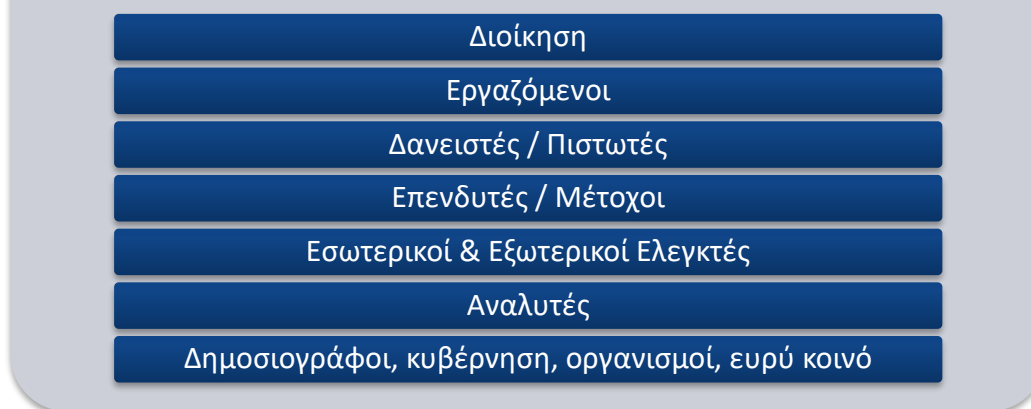 Διοίκηση
Εργαζόμενοι
Δανειστές / Πιστωτές
Επενδυτές / Μέτοχοι
Εσωτερικοί & Εξωτερικοί Ελεγκτές
Αναλυτές
Δημοσιογράφοι, κυβέρνηση, οργανισμοί, ευρύ κοινό